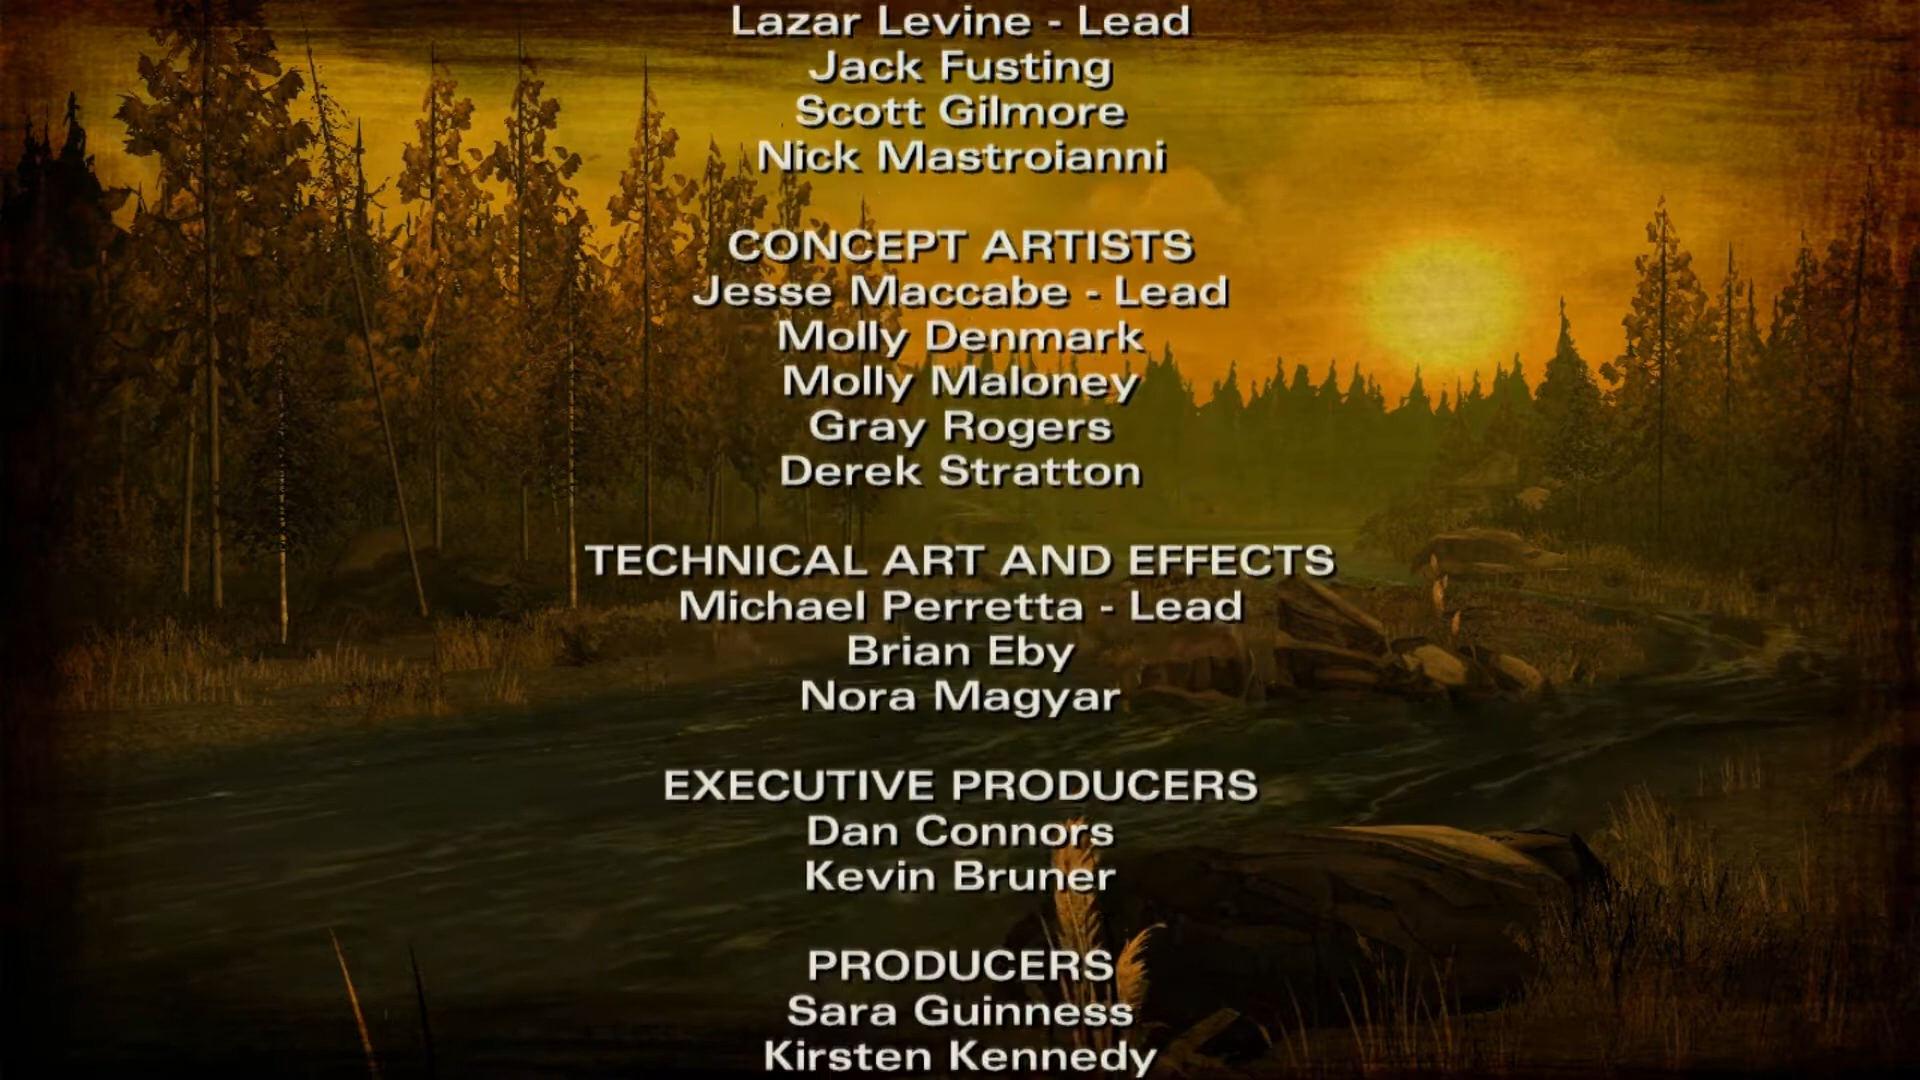 Lazar Levine - Lead
Jack Fusting
Scott Gilmore
Nick Mastroianni
CONCEPT ARTISTS
Jesse Maccabe - Lead
Molly Denmark
Molly Maloney
Gray Rogers
Derek Stratton
TECHNICAL ART AND EFFECTS
Michael Perretta - Lead
Brian Eby
Nora Magyar
EXECUTIVE PRODUCERS
Dan Connors
Kevin Bruner
PRODUCERS
Sara Guinness
Kirsten Kennedy